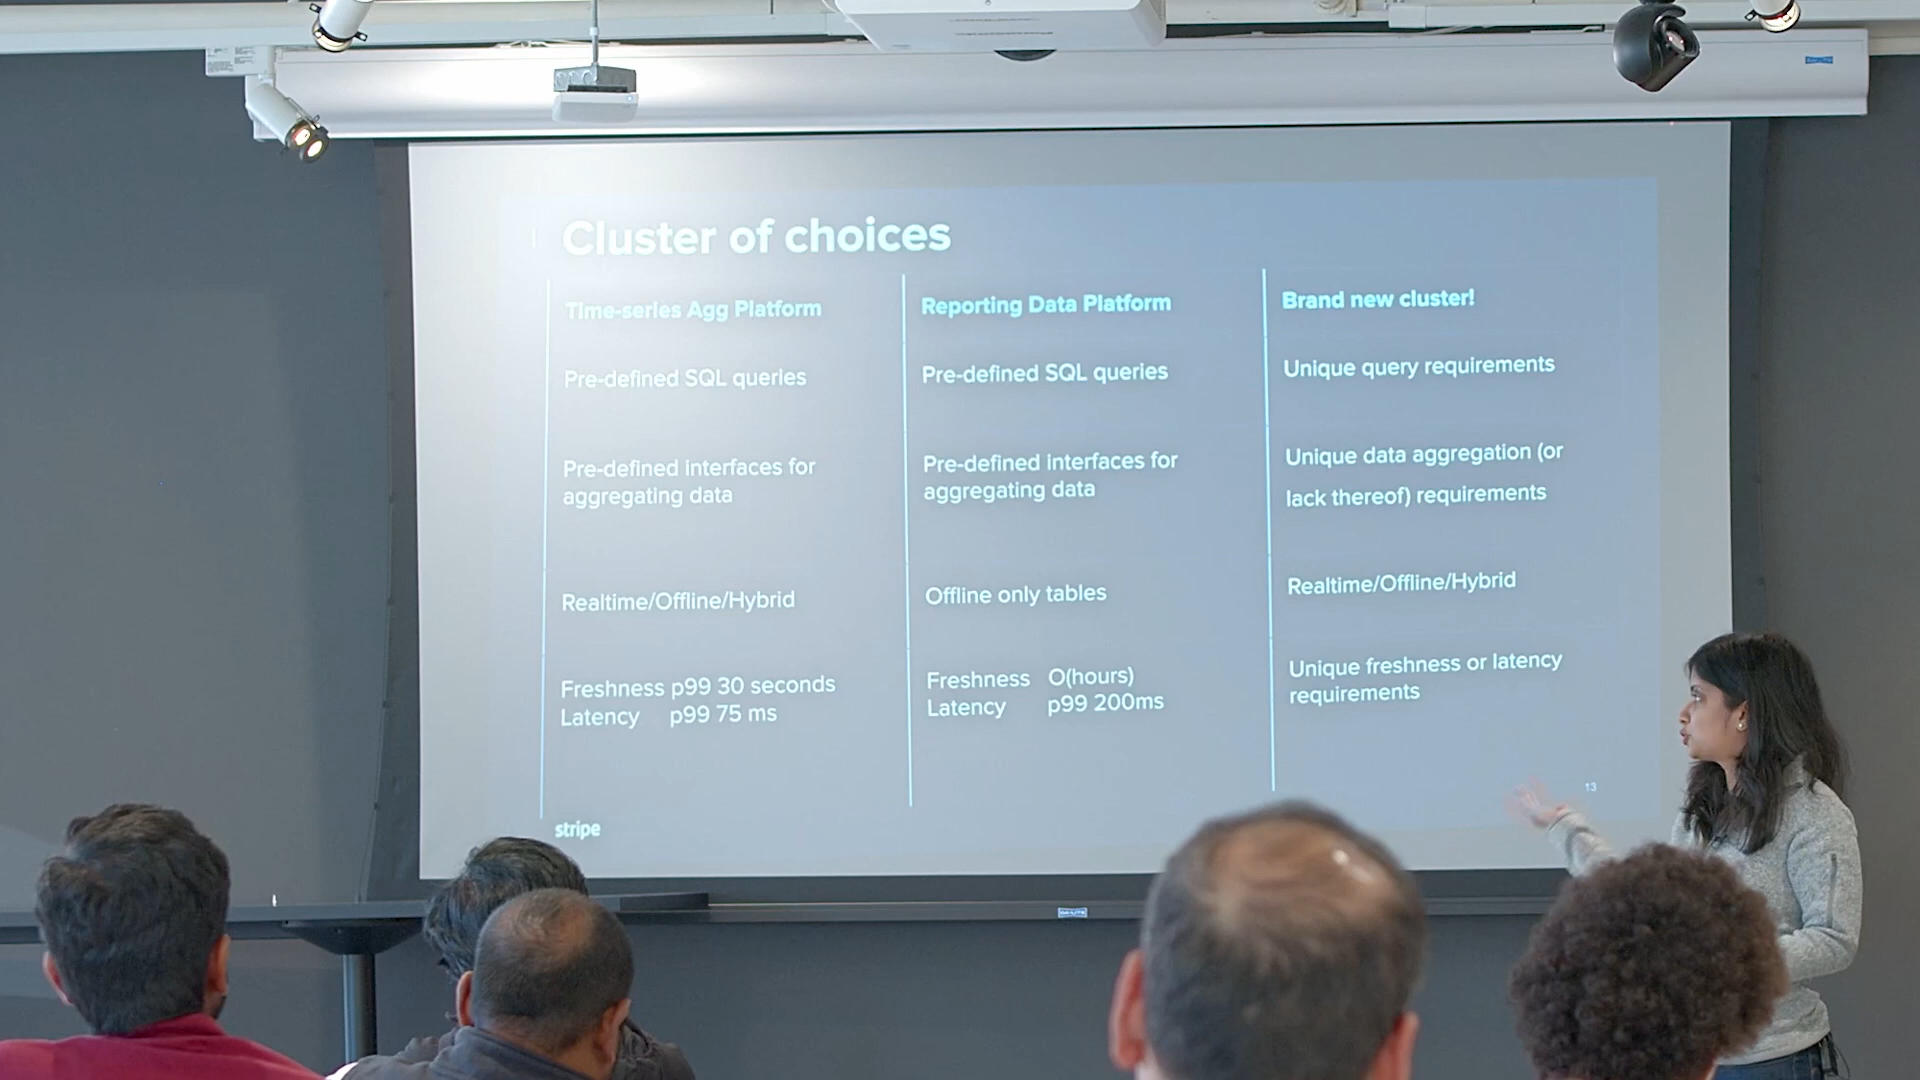 Cluster of choices
Time-series Agg Platform
Pre-defined SQL queries
Pre-defined interfaces for
aggregating data
Realtime/Offline/Hybrid
Freshness p99 30 seconds
Latency p99 75 ms
Reporting Data Platform
Pre-defined SQL queries
Pre-defined interfaces for
aggregating data
Offline only tables
Freshness O(hours)
Latency p99 200ms
Brand new cluster!
Unique query requirements
Unique data aggregation (or
lack thereof) requirements
Realtime/Offline/Hybrid
Unique freshness or latency
requirements
stripe
13